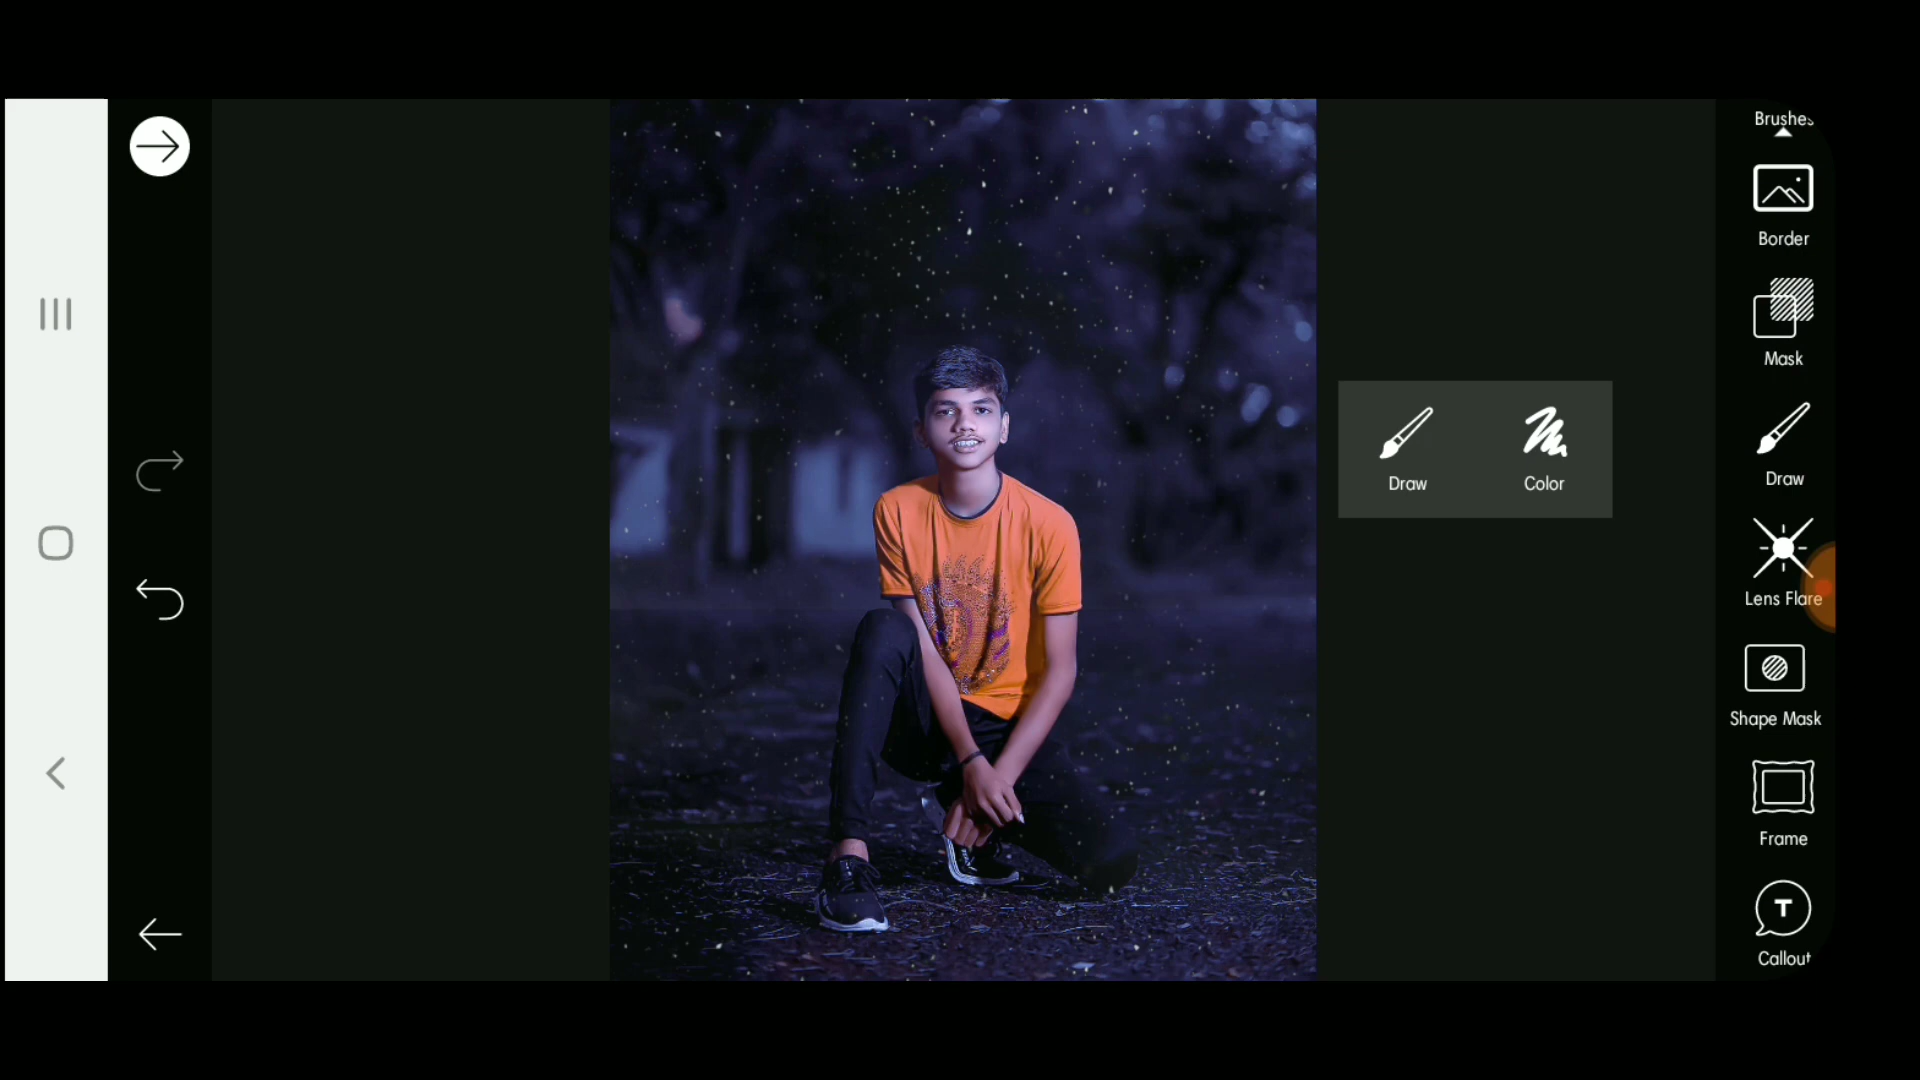 Brushes
Border
Mask
Draw
Color
Draw
Lens Flare
Shape Mask
Frame
T
Callout